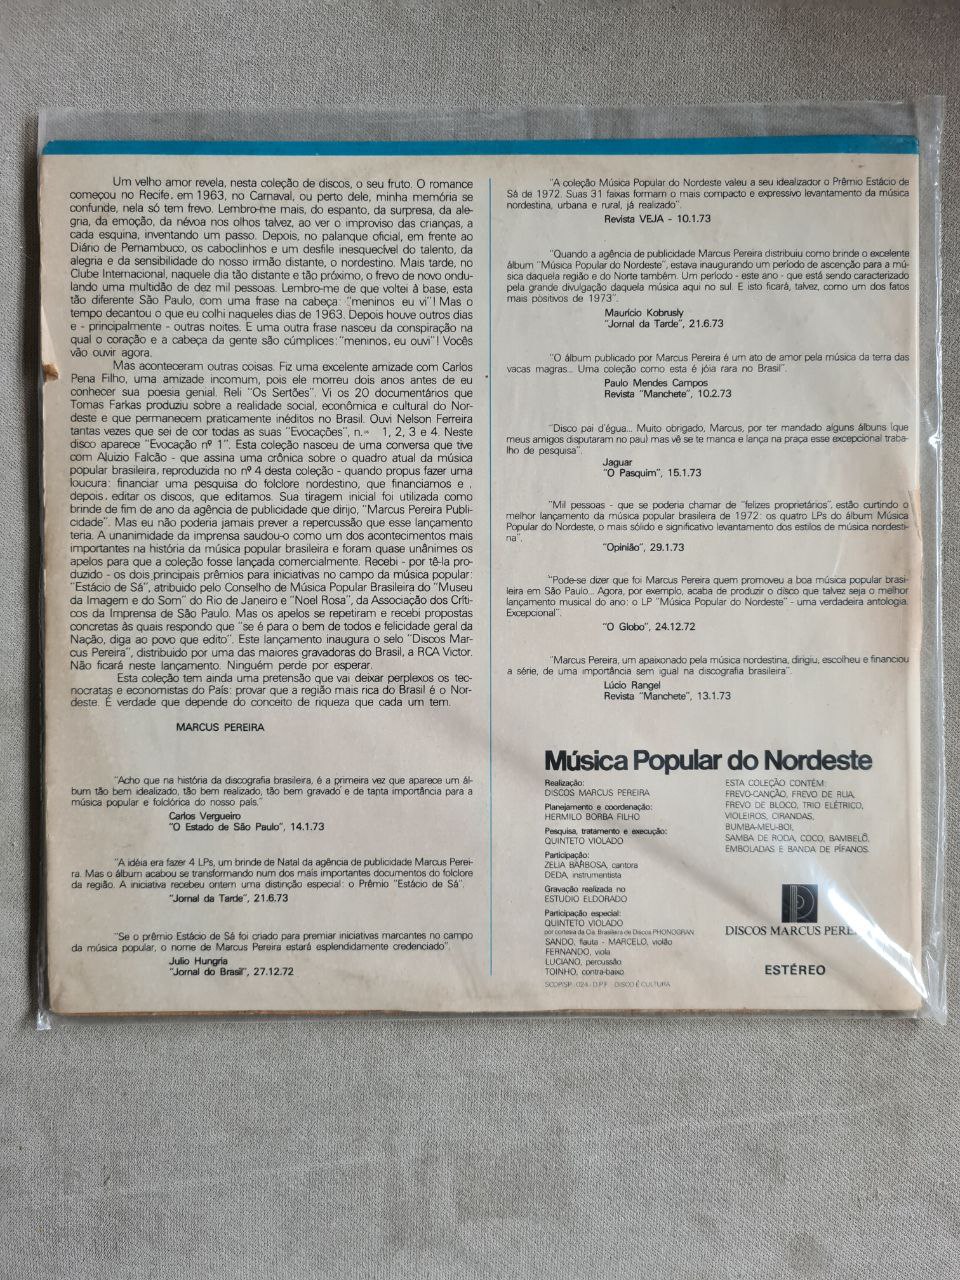 Um velho amor revela, nesta coleção de discos, o seu fruto. O romance
começou no Recife, em 1963, no Carnaval, ou perto dele, minha memória se
confunde, nela só tem frevo. Lembro-me mais, do espanto, da surpresa, da ale-
gria, da emoção, da névoa nos olhos talvez, ao ver o improviso das crianças, a
cada esquina, inventando um passo. Depois, no palanque oficial, em frente ao
Diário de Pernambuco, os caboclinhos e um desfile inesquecível do talento, da
alegria e da sensibilidade do nosso irmão distante, o nordestino. Mais tarde, no
Clube Internacional, naquele dia tão distante e tão próximo, o frevo de novo ondu-
lando uma multidão de dez mil pessoas. Lembro-me de que voltei à base, esta
tão diferente São Paulo, com uma frase na cabeça: "meninos eu vi"! Mas o
tempo decantou o que eu colhi naqueles dias de 1963. Depois houve outros dias
e - principalmente - outras noites. E uma outra frase nasceu da conspiração na
qual o coração e a cabeça da gente são cúmplices: "meninos, eu ouvi"! Vocês
vão ouvir agora.
Mas aconteceram outras coisas. Fiz uma excelente amizade com Carlos
Pena Filho, uma amizade incomum, pois ele morreu dois anos antes de eu
conhecer sua poesia genial. Reli "Os Sertões". Vi os 20 documentários que
Tomas Farkas produziu sobre a realidade social, econômica e cultural do Nor-
deste e que permanecem praticamente inéditos no Brasil. Ouvi Nelson Ferreira
tantas vezes que sei de cor todas as suas "Evocações", n.ºs 1, 2, 3 e 4. Neste
disco aparece "Evocação nº 1". Esta coleção nasceu de uma conversa que tive
com Aluizio Falcão - que assina uma crônica sobre o quadro atual da música
popular brasileira, reproduzida no nº 4 desta coleção - quando propus fazer uma
loucura: financiar uma pesquisa do folclore nordestino, que financiamos e ,
depois, editar os discos, que editamos. Sua tiragem inicial foi utilizada como
brinde de fim de ano da agência de publicidade que dirijo, "Marcus Pereira Publi-
cidade". Mas eu não poderia jamais prever a repercussão que esse lançamento
teria. A unanimidade da imprensa saudou-o como um dos acontecimentos mais
importantes na história da música popular brasileira e foram quase unânimes os
apelos para que a coleção fosse lançada comercialmente. Recebi - por tê-la pro-
duzido - os dois principais prêmios para iniciativas no campo da música popular:
"Estácio de Sá", atribuido pelo Conselho de Música Popular Brasileira do "Museu
da Imagem e do Som" do Rio de Janeiro e "Noel Rosa", da Associação dos Críti-
cos da Imprensa de São Paulo. Mas os apelos se repetiram e recebi propostas
concretas às quais respondo que "se é para o bem de todos e felicidade geral da
Nação, diga ao povo que edito". Este lançamento inaugura o selo "Discos Mar-
cus Pereira", distribuido por uma das maiores gravadoras do Brasil, a RCA Victor.
Não ficará neste lançamento. Ninguém perde por esperar.
Esta coleção tem ainda uma pretensão que vai deixar perplexos os tec-
nocratas e economistas do País: provar que a região mais rica do Brasil é o Nor-
deste. É verdade que depende do conceito de riqueza que cada um tem.
MARCUS PEREIRA
"Acho que na história da discografia brasileira, é a primeira vez que aparece um ál-
bum tão bem idealizado, tão bem realizado, tão bem gravado e de tanta importância para a
música popular e folclórica do nosso país."
Carlos Vergueiro
"O Estado de São Paulo", 14.1.73
"A idéia era fazer 4 LPs, um brinde de Natal da agência de publicidade Marcus Perei-
ra. Mas o álbum acabou se transformando num dos mais importantes documentos do folclore
da região. A iniciativa recebeu ontem uma distinção especial: o Prêmio "Estácio de Sá".
"Jornal da Tarde", 21.6.73
"Se o prêmio Estácio de Sá foi criado para premiar iniciativas marcantes no campo
da música popular, o nome de Marcus Pereira estará esplendidamente credenciado".
Julio Hungria
"Jornal do Brasil", 27.12.72
"A coleção Música Popular do Nordeste valeu a seu idealizador o Prêmio Estácio de
Sá de 1972. Suas 31 faixas formam o mais compacto e expressivo levantamento da música
nordestina, urbana e rural, já realizado".
Revista VEJA - 10.1.73
"Quando a agência de publicidade Marcus Pereira distribuiu como brinde o excelente
álbum "Música Popular do Nordeste", estava inaugurando um período de ascenção para a mú-
sica daquela região e do Norte também. Um período - este ano - que está sendo caracterizado
pela grande divulgação daquela música aqui no sul. E isto ficará, talvez, como um dos fatos
mais positivos de 1973".
Maurício Kobrusly
"Jornal da Tarde", 21.6.73
"O álbum publicado por Marcus Pereira é um ato de amor pela música da terra das
vacas magras... Uma coleção como esta é jóia rara no Brasil".
Paulo Mendes Campos
Revista "Manchete", 10.2.73
"Disco pai d'égua... Muito obrigado, Marcus, por ter mandado alguns álbuns (que
meus amigos disputaram no pau) mas vê se te manca e lança na praça esse excepcional traba-
lho de pesquisa".
Jaguar
"O Pasquim", 15.1.73
"Mil pessoas - que se poderia chamar de "felizes proprietários", estão curtindo o
melhor lançamento da música popular brasileira de 1972: os quatro LPs do álbum Música
Popular do Nordeste, o mais sólido e significativo levantamento dos estilos de música nordesti-
na".
"Opinião", 29.1.73
"Pode-se dizer que foi Marcus Pereira quem promoveu a boa música popular brasi-
leira em São Paulo... Agora, por exemplo, acaba de produzir o disco que talvez seja o melhor
lançamento musical do ano: o LP "Música Popular do Nordeste" - uma verdadeira antologia.
Excepcional".
"O Globo", 24.12.72
"Marcus Pereira, um apaixonado pela música nordestina, dirigiu, escolheu e financiou
a série, de uma importância sem igual na discografia brasileira".
Lúcio Rangel
Revista "Manchete", 13.1.73
Música Popular do Nordeste
Realização:
DISCOS MARCUS PEREIRA
Planejamento e coordenação:
HERMILO BORBA FILHO
Pesquisa, tratamento e execução:
QUINTETO VIOLADO
Participação:
ZELIA BARBOSA, cantora
DEDA, instrumentista
Gravação realizada no
ESTUDIO ELDORADO
Participação especial:
QUINTETO VIOLADO
por cortesia da Cia. Brasileira de Discos PHONOGRAN
SANDO, flauta - MARCELO, violão
FERNANDO, viola
LUCIANO, percussão
TOINHO, contra-baixo
SCDP/SP - 024 - D.P.F. DISCO É CULTURA
ESTA COLEÇÃO CONTÉM:
FREVO-CANÇÃO, FREVO DE RUA,
FREVO DE BLOCO, TRIO ELÉTRICO,
VIOLEIROS, CIRANDAS,
BUMBA-MEU-BOI,
SAMBA DE RODA, COCO, BAMBELÔ,
EMBOLADAS E BANDA DE PÍFANOS.
DISCOS MARCUS PEREI
ESTÉREO